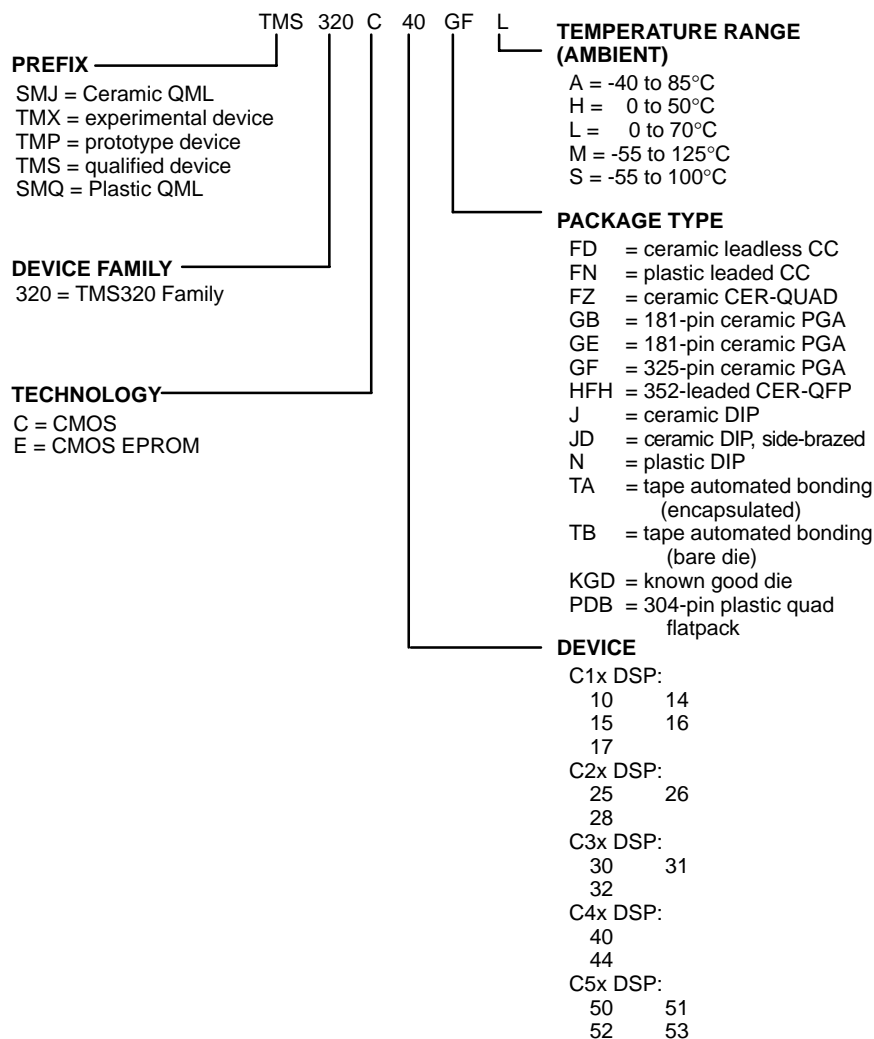 TMS 320 C 40 GF L
PREFIX
SMJ = Ceramic QML
TMX = experimental device
TMP = prototype device
TMS = qualified device
SMQ = Plastic QML
DEVICE FAMILY
320 = TMS320 Family
TECHNOLOGY
C = CMOS
E = CMOS EPROM
TEMPERATURE RANGE
(AMBIENT)
A = -40 to 85°C
H = 0 to 50°C
L = 0 to 70°C
M = -55 to 125°C
S = -55 to 100°C
PACKAGE TYPE
FD = ceramic leadless CC
FN = plastic leaded CC
FZ = ceramic CER-QUAD
GB = 181-pin ceramic PGA
GE = 181-pin ceramic PGA
GF = 325-pin ceramic PGA
HFH = 352-leaded CER-QFP
J = ceramic DIP
JD = ceramic DIP, side-brazed
N = plastic DIP
TA = tape automated bonding
(encapsulated)
TB = tape automated bonding
(bare die)
KGD = known good die
PDB = 304-pin plastic quad
flatpack
DEVICE
C1x DSP:
10 14
15 16
17
C2x DSP:
25 26
28
C3x DSP:
30 31
32
C4x DSP:
40
44
C5x DSP:
50 51
52 53